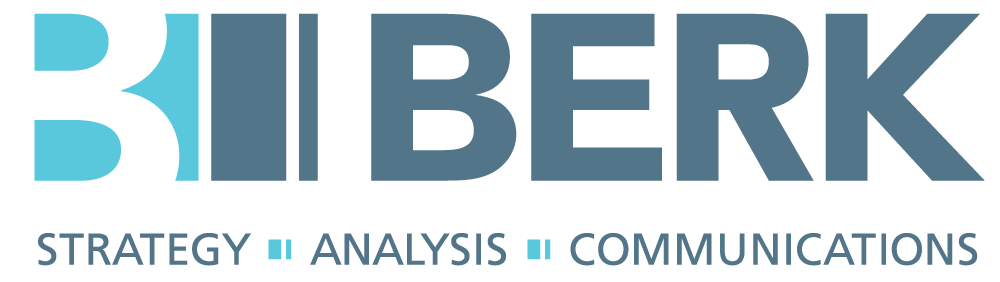 B BERK
STRATEGY ANALYSIS COMMUNICATIONS